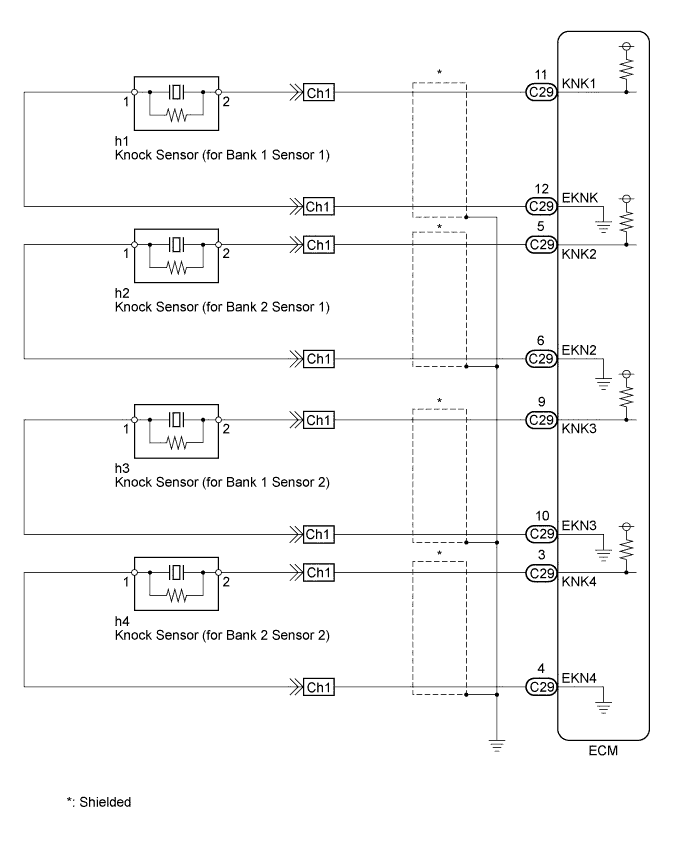 *
11
KNK1
1
2
Ch1
C29
h1
Knock Sensor (for Bank 1 Sensor 1)
12
EKNK
Ch1
C29
*
5
1
2
Ch1
C29
KNK2
h2
Knock Sensor (for Bank 2 Sensor 1)
6
EKN2
Ch1
C29
*
9
1
2
Ch1
C29
KNK3
h3
Knock Sensor (for Bank 1 Sensor 2)
10
EKN3
Ch1
C29
*
3
1
2
Ch1
C29
KNK4
h4
Knock Sensor (for Bank 2 Sensor 2)
4
EKN4
Ch1
C29
ECM
*: Shielded